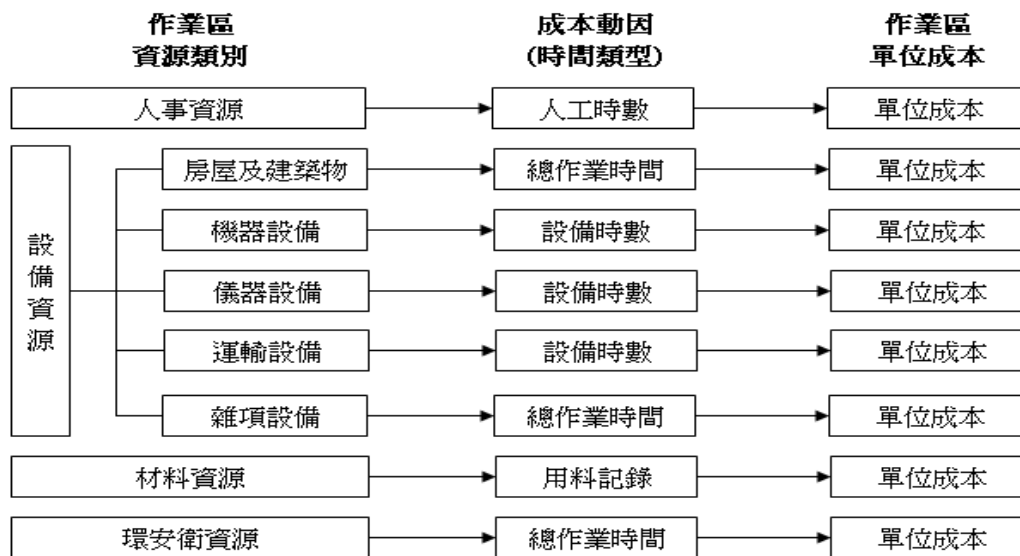 作業區
資源類別
成本動因
(時間類型)
作業區
單位成本
人事資源
人工時數
單位成本
設備資源
房屋及建築物
總作業時間
單位成本
機器設備
設備時數
單位成本
儀器設備
設備時數
單位成本
運輸設備
設備時數
單位成本
雜項設備
總作業時間
單位成本
材料資源
用料記錄
單位成本
環安衛資源
總作業時間
單位成本